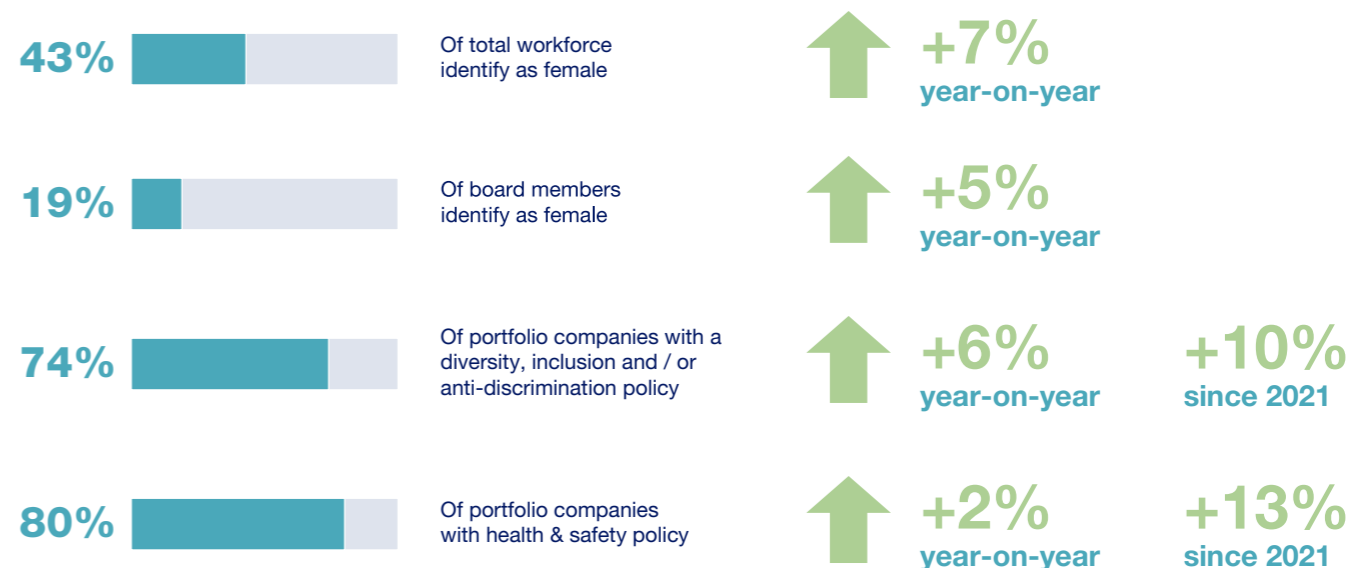 43%
Of total workforce
identify as female
+7%
year-on-year
19%
Of board members
identify as female
+5%
year-on-year
74%
Of portfolio companies with a
diversity, inclusion and / or
anti-discrimination policy
+6%
year-on-year
+10%
since 2021
80%
Of portfolio companies
with health & safety policy
+2%
year-on-year
+13%
since 2021